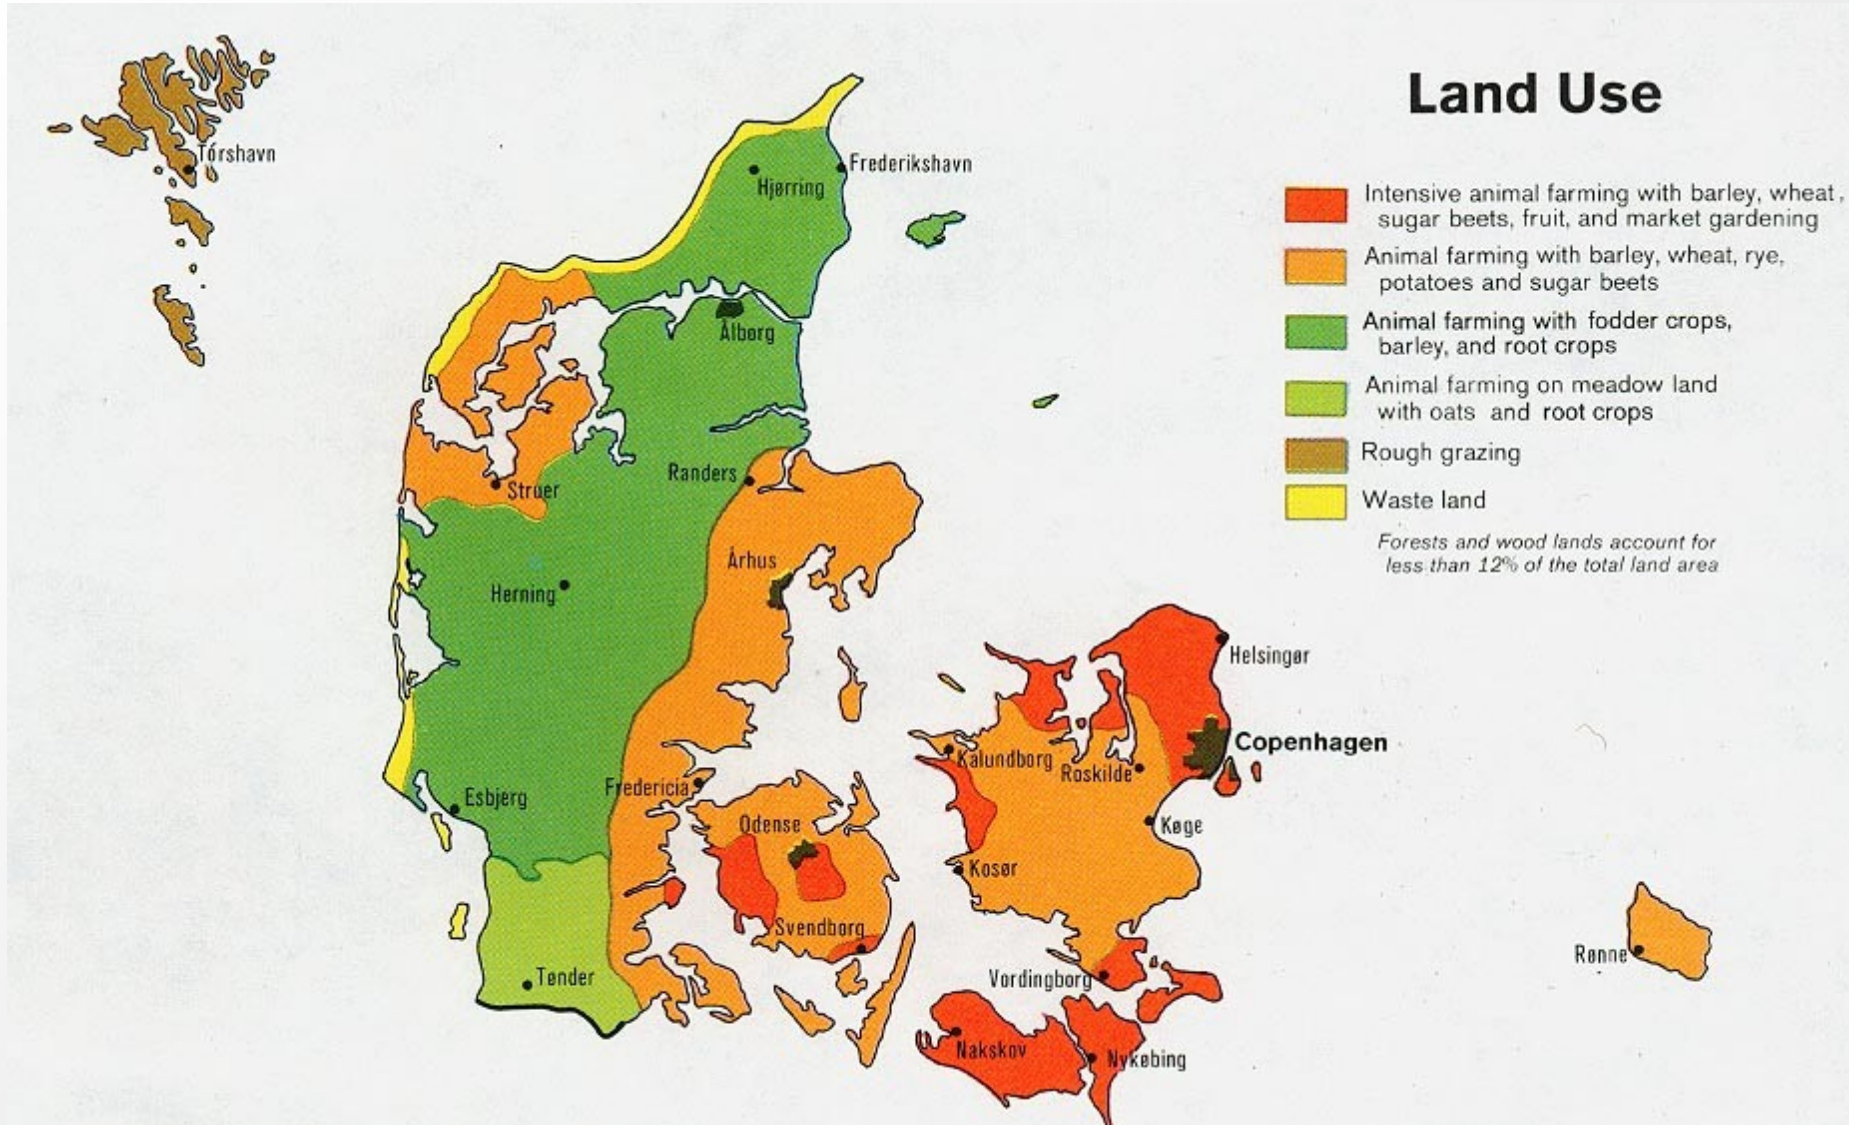 Land Use
Tórshavn
Frederikshavn
Hjørring
Intensive animal farming with barley, wheat,
sugar beets, fruit, and market gardening
Animal farming with barley, wheat, rye,
potatoes and sugar beets
Animal farming with fodder crops,
barley, and root crops
Animal farming on meadow land
with oats and root crops
Rough grazing
Waste land
Forests and wood lands account for
less than 12% of the total land area
Ålborg
Randers
Struer
Århus
Herning
Helsingør
Copenhagen
Kalundborg
Roskilde
Fredericia
Esbjerg
Odense
Køge
Kosør
Svendborg
Rønne
Tønder
Vordingborg
Nakskov
Nykøbing